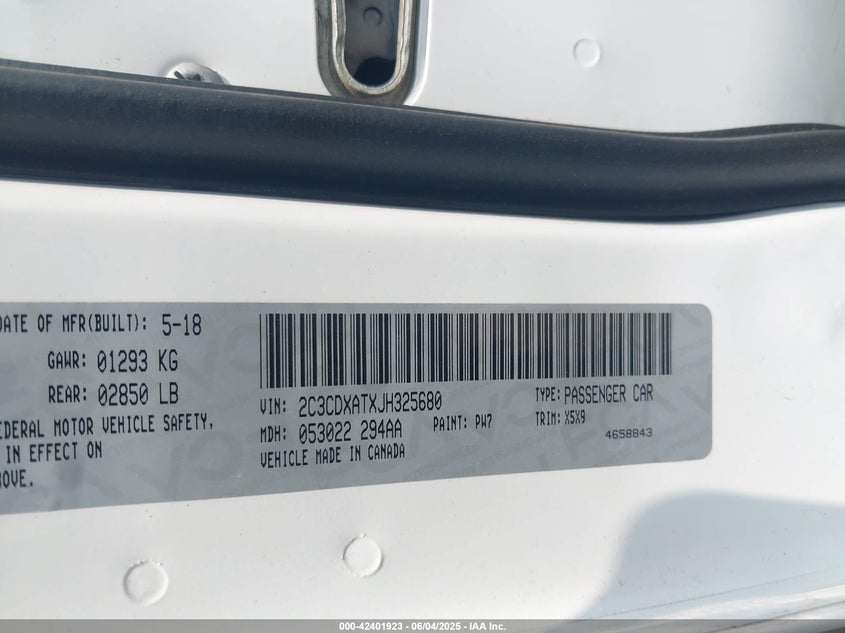 DATE OF MFR(BUILT): 5-18
GAWR: 01293 KG
REAR: 02850 LB
MOTOR VEHICLE SAFETY,
IN EFFECT ON
VIN: 2C3CDXATXJH325680
TYPE: PASSENGER CAR
MDH: 053022 294AA
PAINT: PW7
TRIM: X5X9
VEHICLE MADE IN CANADA
4658843
000-42401923 - 06/04/2025 - IAA Inc.